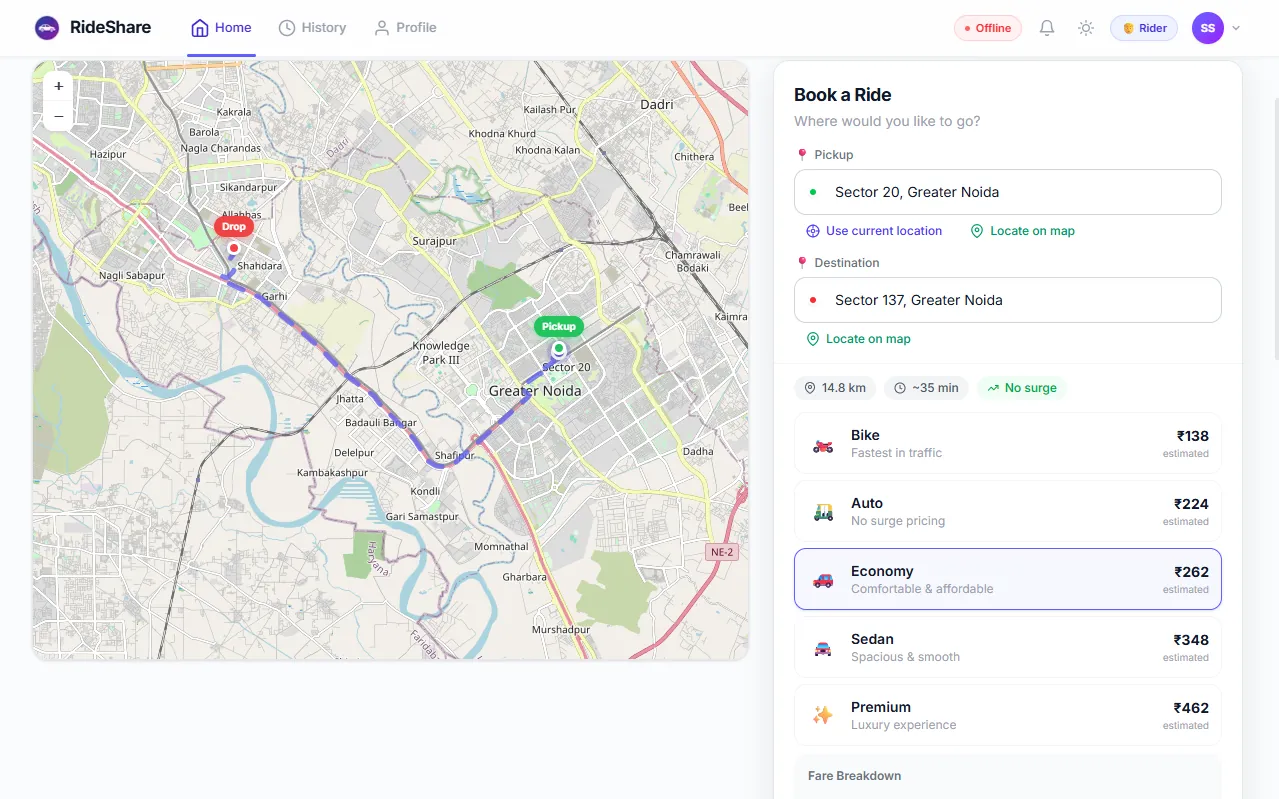 RideShare
Home
History
Profile
Offline
Rider
SS
+
−
Dadri
Kakrala
Kailash Pur
Barola
Khodna Khurd
Nagla Charandas
Dadri
Khodna Kalan
Hazipur
Chithera
Sikandarpur
Allahbas
Beel
Drop
Surajpur
Shahdara
Chamrawali
Bodaki
Nagli Sabapur
Garhi
Kaimra
Pickup
Knowledge
Park III
Sector 20
Greater Noida
Jhatta
Badauli Bangar
Delelpur
Shafipur
Dadha
Kambakashpur
Kondli
Gari Samastpur
Momnathal
NE-2
Haryana
Gharbara
Murshadpur
Faridab
Book a Ride
Where would you like to go?
Pickup
Sector 20, Greater Noida
Use current location
Locate on map
Destination
Sector 137, Greater Noida
Locate on map
14.8 km
~35 min
No surge
Bike
₹138
Fastest in traffic
estimated
Auto
₹224
No surge pricing
estimated
Economy
₹262
Comfortable & affordable
estimated
Sedan
₹348
Spacious & smooth
estimated
Premium
₹462
Luxury experience
estimated
Fare Breakdown